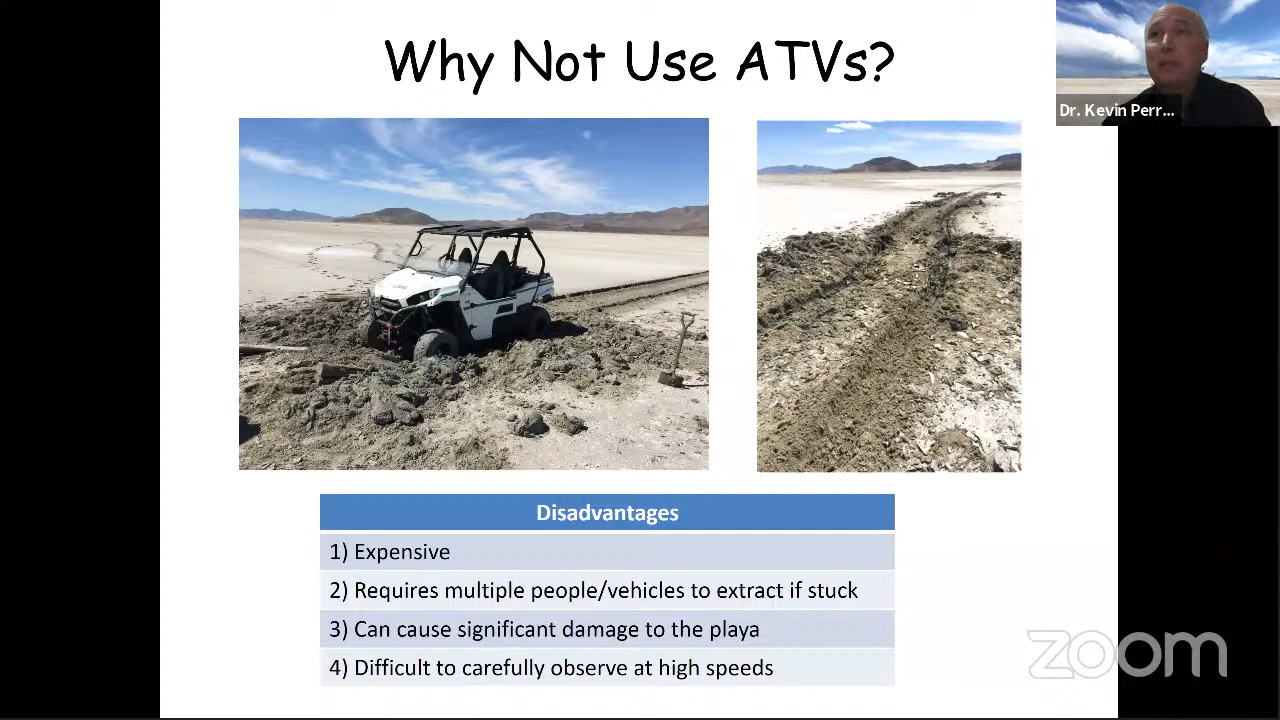 Why Not Use ATVs?
Dr. Kevin Perr...
Disadvantages
1) Expensive
2) Requires multiple people/vehicles to extract if stuck
3) Can cause significant damage to the playa
4) Difficult to carefully observe at high speeds
zoom